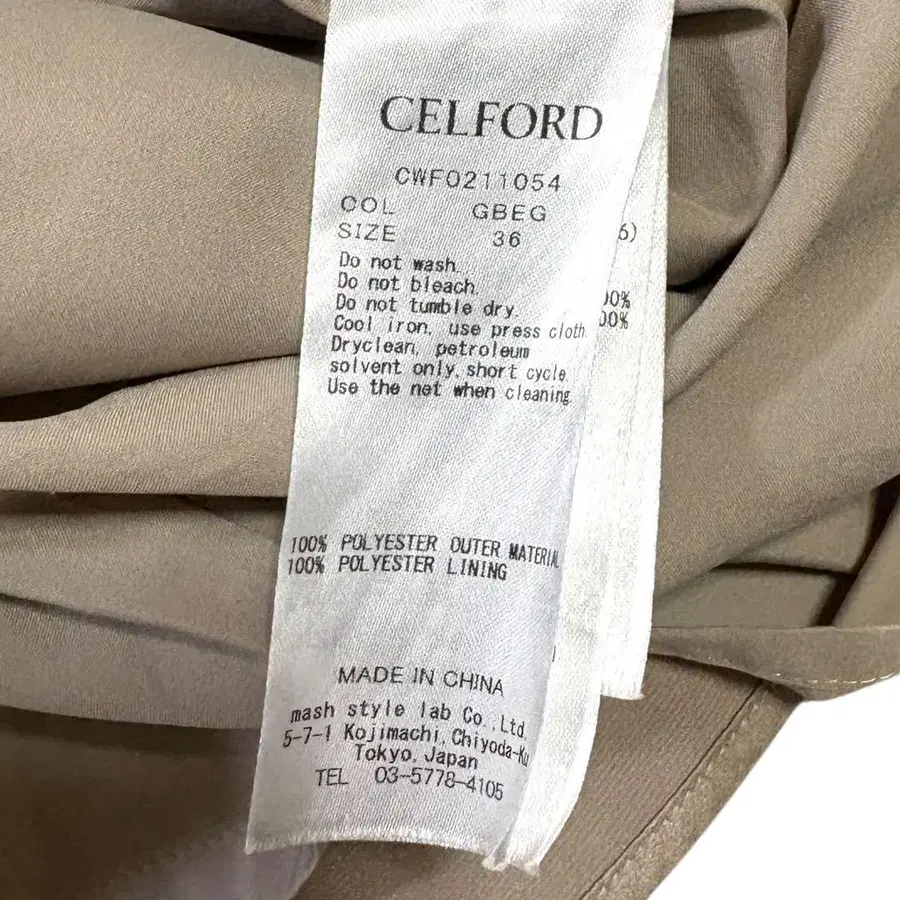 CELFORD
CWF0211054
COL GBEG
SIZE 36
Do not wash.
Do not bleach.
Do not tumble dry.
Cool iron, use press cloth.
Dryclean, petroleum
solvent only, short cycle.
Use the net when cleaning.
100% POLYESTER OUTER MATERIAL
100% POLYESTER LINING
MADE IN CHINA
mash style lab Co.,Ltd.
5-7-1 Kojimachi, Chiyoda-Ku
Tokyo, Japan
TEL 03-5778-4105
6)
00%
00%